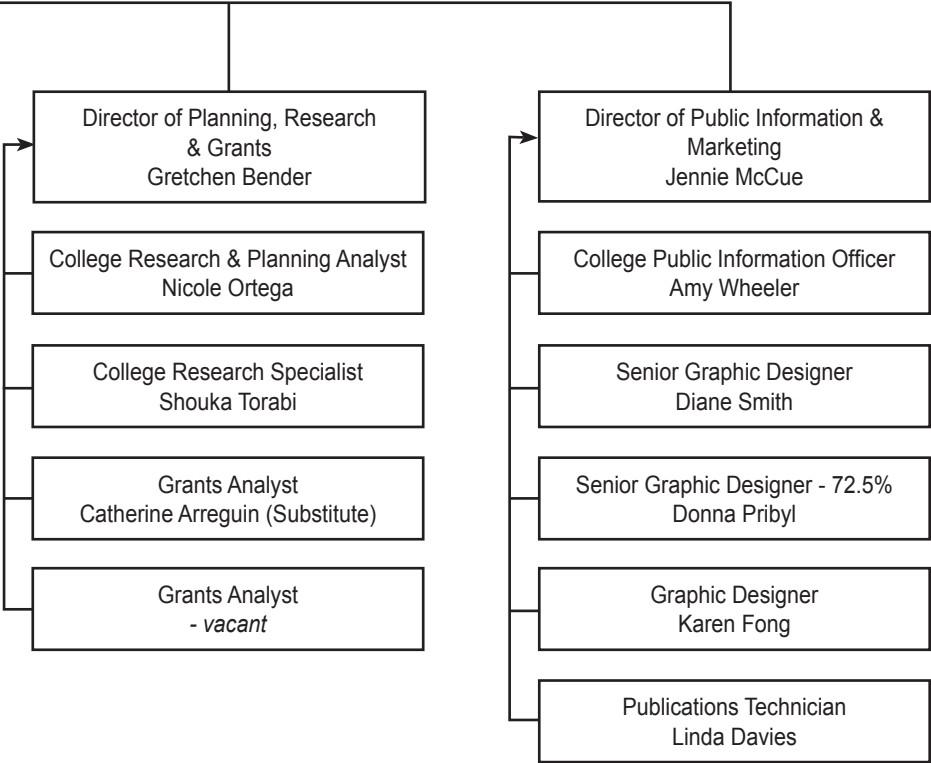 Director of Planning, Research
& Grants
Gretchen Bender
College Research & Planning Analyst
Nicole Ortega
College Research Specialist
Shouka Torabi
Grants Analyst
Catherine Arreguin (Substitute)
Grants Analyst
- vacant
Director of Public Information &
Marketing
Jennie McCue
College Public Information Officer
Amy Wheeler
Senior Graphic Designer
Diane Smith
Senior Graphic Designer - 72.5%
Donna Pribyl
Graphic Designer
Karen Fong
Publications Technician
Linda Davies